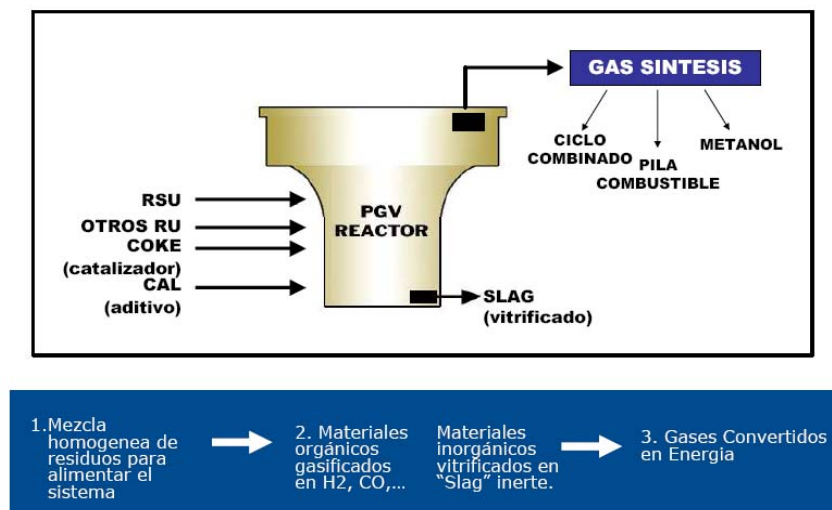 GAS SINTESIS
CICLO
COMBINADO
PILA
COMBUSTIBLE
METANOL
RSU
OTROS RU
COKE
(catalizador)
CAL
(aditivo)
PGV
REACTOR
SLAG
(vitrificado)
1.Mezcla
homogenea de
residuos para
alimentar el
sistema
2. Materiales
orgánicos
gasificados
en H2, CO,...
Materiales
inorgánicos
vitrificados en
“Slag” inerte.
3. Gases Convertidos
en Energia